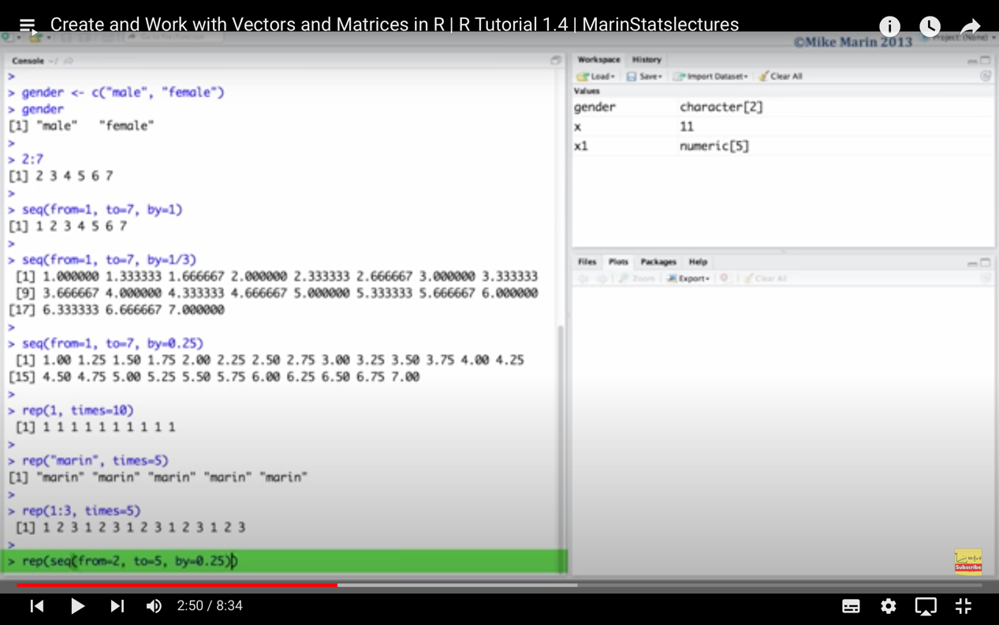 Create and Work with Vectors and Matrices in R | R Tutorial 1.4 | MarinStatslectures
©Mike Marin 2013
Project: (None)
Console ~/
>
> gender <- c("male", "female")
> gender
[1] "male"   "female"
>
> 2:7
[1] 2 3 4 5 6 7
>
> seq(from=1, to=7, by=1)
[1] 1 2 3 4 5 6 7
>
> seq(from=1, to=7, by=1/3)
 [1] 1.000000 1.333333 1.666667 2.000000 2.333333 2.666667 3.000000 3.333333
 [9] 3.666667 4.000000 4.333333 4.666667 5.000000 5.333333 5.666667 6.000000
[17] 6.333333 6.666667 7.000000
>
> seq(from=1, to=7, by=0.25)
 [1] 1.00 1.25 1.50 1.75 2.00 2.25 2.50 2.75 3.00 3.25 3.50 3.75 4.00 4.25
[15] 4.50 4.75 5.00 5.25 5.50 5.75 6.00 6.25 6.50 6.75 7.00
>
> rep(1, times=10)
 [1] 1 1 1 1 1 1 1 1 1 1
>
> rep("marin", times=5)
[1] "marin" "marin" "marin" "marin" "marin"
>
> rep(1:3, times=5)
 [1] 1 2 3 1 2 3 1 2 3 1 2 3 1 2 3
>
> rep(seq(from=2, to=5, by=0.25))
Workspace History
Load Save Import Dataset Clear All
Values
gender character[2]
x 11
x1 numeric[5]
Files Plots Packages Help
Zoom Export Clear All
Subscribe
2:50 / 8:34